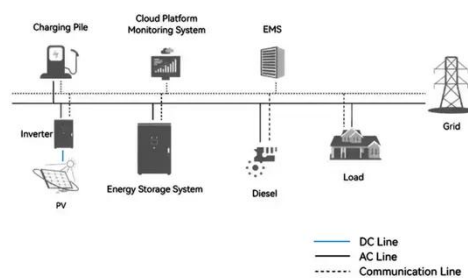 Charging Pile
Cloud Platform
Monitoring System
EMS
Grid
Inverter
PV
Energy Storage System
Diesel
Load
DC Line
AC Line
Communication Line